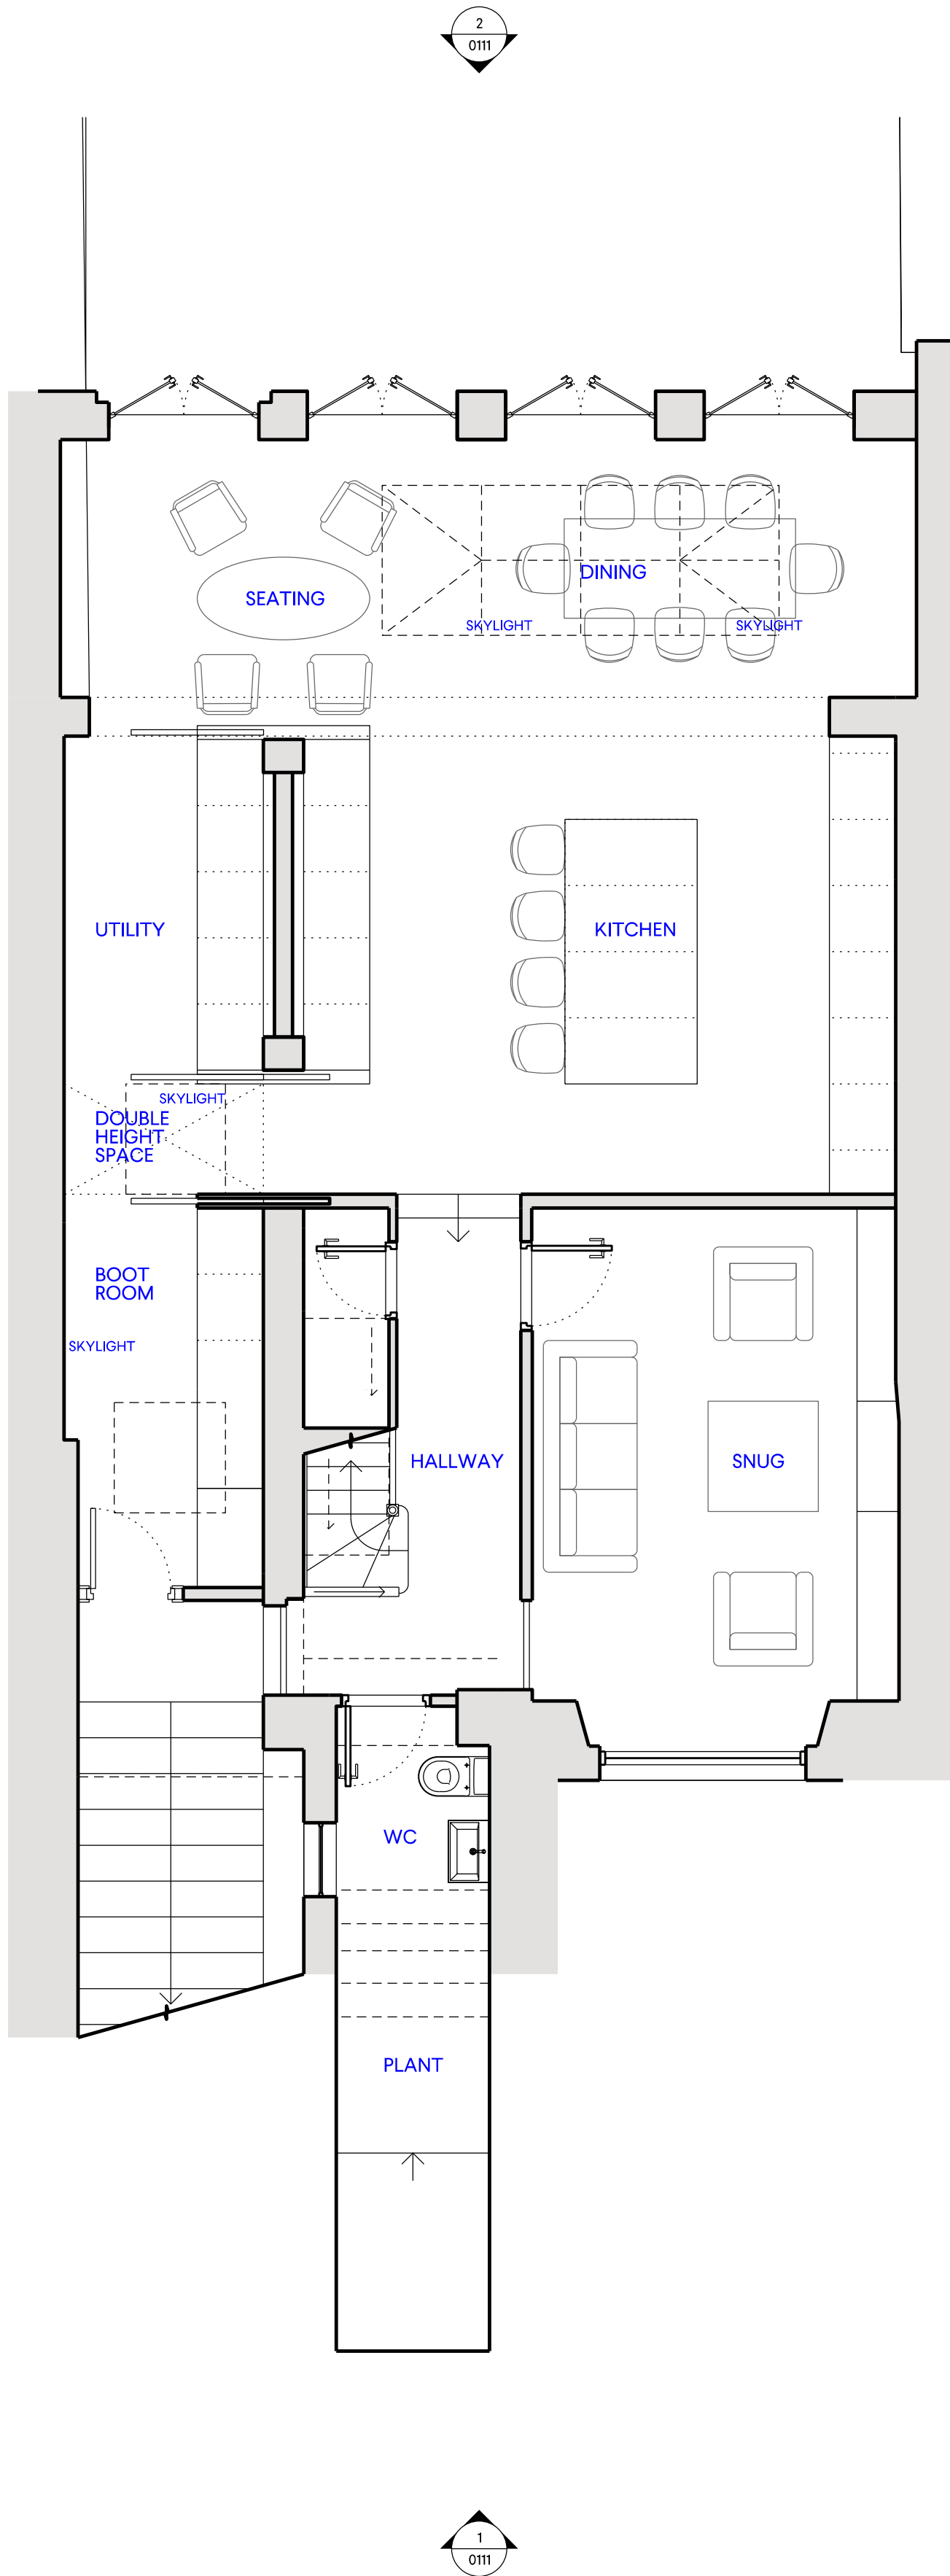 2
0111
DINING
SEATING
SKYLIGHT
SKYLIGHT
UTILITY
KITCHEN
SKYLIGHT
DOUBLE
HEIGHT
SPACE
BOOT
ROOM
SKYLIGHT
HALLWAY
SNUG
WC
PLANT
1
0111